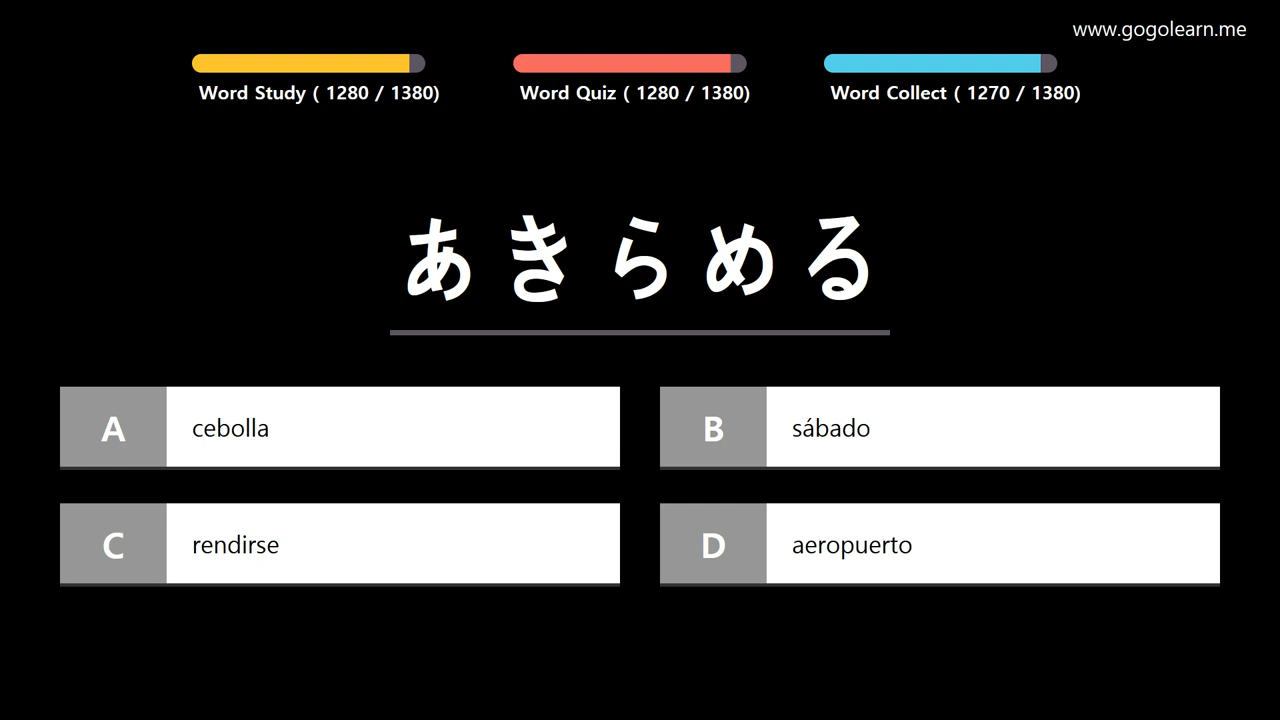 www.gogolearn.me
Word Study ( 1280 / 1380)
Word Quiz ( 1280 / 1380)
Word Collect ( 1270 / 1380)
あきらめる
A cebolla
B sábado
C rendirse
D aeropuerto